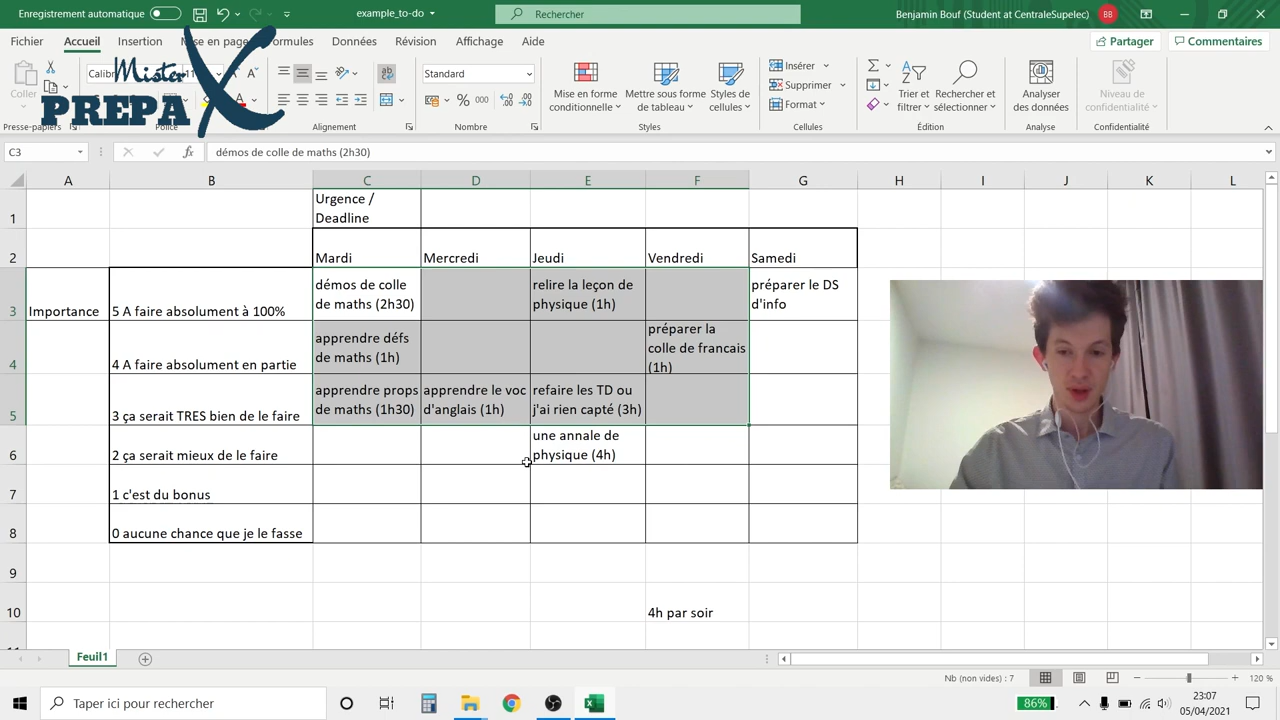 Enregistrement automatique
example_to-do
Rechercher
Benjamin Bouf (Student at CentraleSupelec)
BB
Fichier
Accueil
Insertion
Mise en page
Formules
Données
Révision
Affichage
Aide
Partager
Commentaires
Mister
PREPA X
Coller
Calibri
11
Standard
Mise en forme
conditionnelle
Mettre sous forme
de tableau
Styles de
cellules
Insérer
Supprimer
Format
Trier et
filtrer
Rechercher et
sélectionner
Analyser
des données
Niveau de
confidentialité
Presse-papiers
Police
Alignement
Nombre
Styles
Cellules
Édition
Analyse
Confidentialité
C3
fx
démos de colle de maths (2h30)
A B C D E F G H I J K L
1
Urgence /
Deadline
2
Mardi
Mercredi
Jeudi
Vendredi
Samedi
3
Importance
5 A faire absolument à 100%
démos de colle
de maths (2h30)
relire la leçon de
physique (1h)
préparer le DS
d'info
4
4 A faire absolument en partie
apprendre défs
de maths (1h)
préparer la
colle de francais
(1h)
5
3 ça serait TRES bien de le faire
apprendre props
de maths (1h30)
apprendre le voc
d'anglais (1h)
refaire les TD ou
j'ai rien capté (3h)
6
2 ça serait mieux de le faire
une annale de
physique (4h)
7
1 c'est du bonus
8
0 aucune chance que je le fasse
9
10
4h par soir
Feuil1
Nb (non vides) : 7
120 %
Taper ici pour rechercher
86%
23:07
05/04/2021